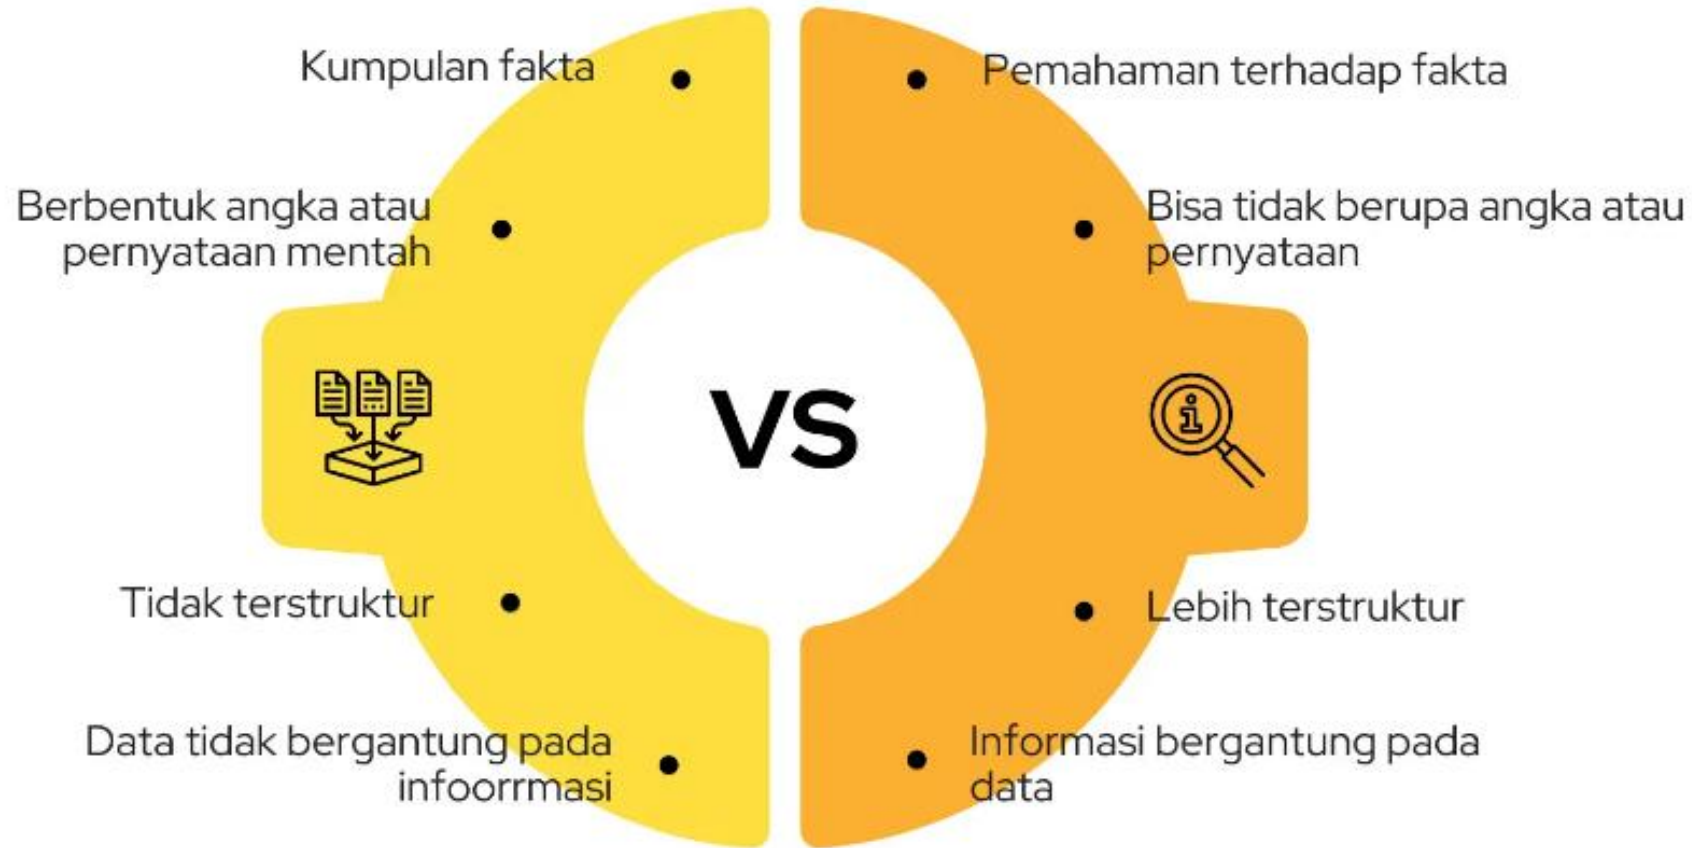 Kumpulan fakta
Berbentuk angka atau
pernyataan mentah
Tidak terstruktur
Data tidak bergantung pada
infoorrmasi
VS
Pemahaman terhadap fakta
Bisa tidak berupa angka atau
pernyataan
i
Lebih terstruktur
Informasi bergantung pada
data